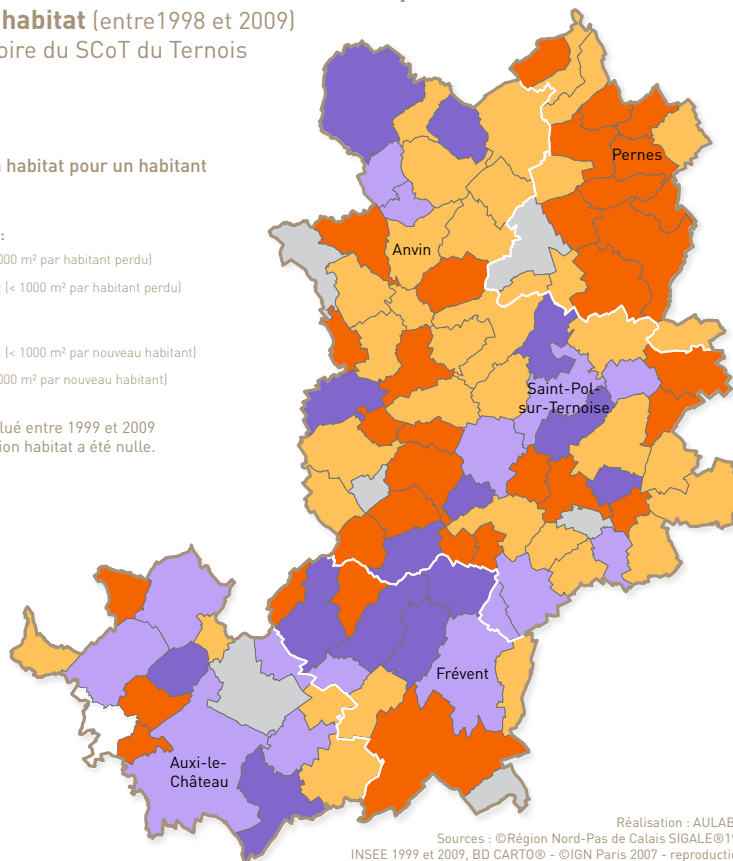 habitat (entre1998 et 2009)
oire du SCoT du Ternois
habitat pour un habitant
:
000 m² par habitant perdu)
(< 1000 m² par habitant perdu)
(< 1000 m² par nouveau habitant)
000 m² par nouveau habitant)
lué entre 1999 et 2009
ion habitat a été nulle.
Pernes
Anvin
Saint-Pol-
sur-Ternoise
Frévent
Auxi-le-
Château
Réalisation : AULAB
Sources : ©Région Nord-Pas de Calais SIGALE®19
INSEE 1999 et 2009, BD CARTO® - ©IGN Paris 2007 - reproducti